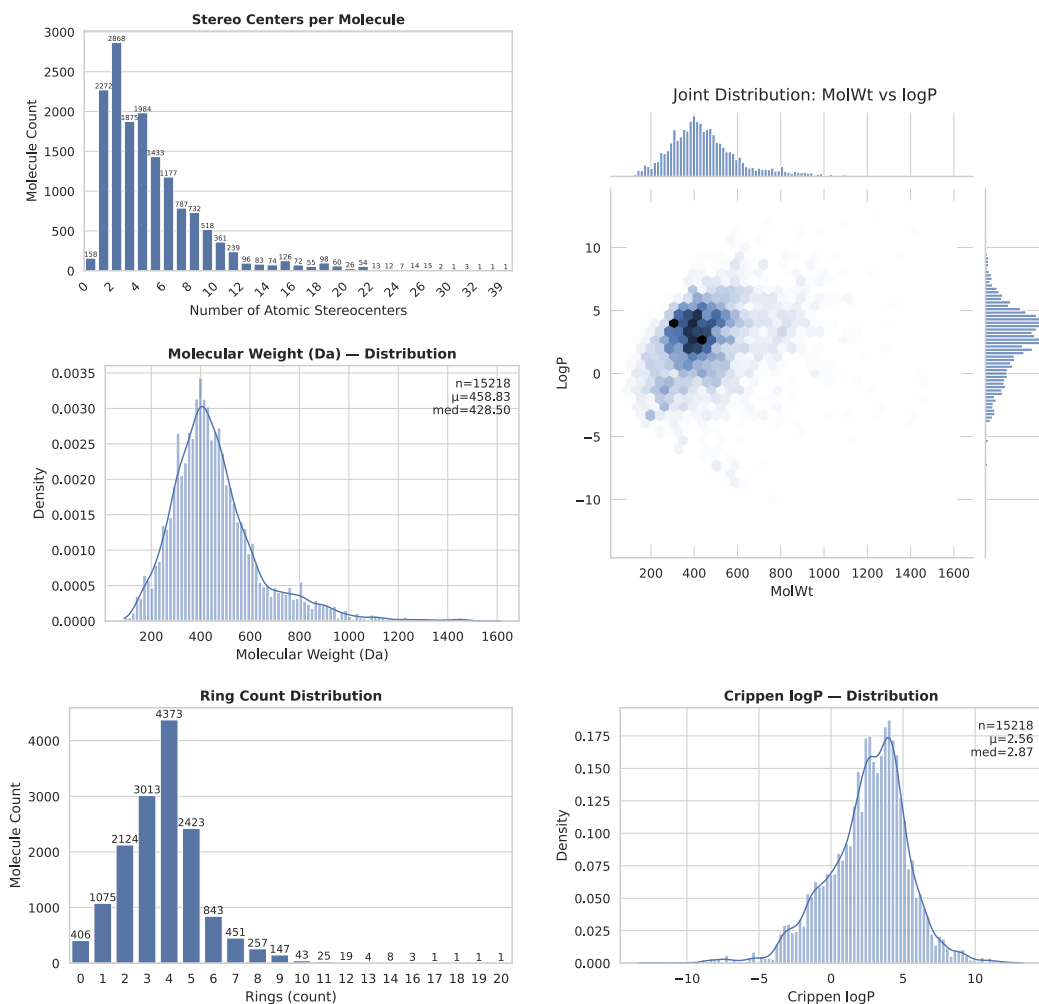 Stereo Centers per Molecule
3000
2500
2000
1500
1000
500
0
Molecule Count
158 2272 2868 1875 1984 1433 1177 787 732 518 361 239 96 83 74 126 72 55 98 60 26 54 13 12 7 14 15 2 1 3 1 1 1
0 2 4 6 8 10 12 14 16 18 20 22 24 26 30 32 39
Number of Atomic Stereocenters
Joint Distribution: MolWt vs logP
10
5
0
−5
−10
LogP
200 400 600 800 1000 1200 1400 1600
MolWt
Molecular Weight (Da) — Distribution
n=15218
μ=458.83
med=428.50
0.0035
0.0030
0.0025
0.0020
0.0015
0.0010
0.0005
0.0000
Density
200 400 600 800 1000 1200 1400 1600
Molecular Weight (Da)
Ring Count Distribution
4000
3000
2000
1000
0
Molecule Count
406 1075 2124 3013 4373 2423 843 451 257 147 43 25 19 4 8 3 1 1 1 1
0 1 2 3 4 5 6 7 8 9 10 11 12 13 14 16 17 18 19 20
Rings (count)
Crippen logP — Distribution
n=15218
μ=2.56
med=2.87
0.175
0.150
0.125
0.100
0.075
0.050
0.025
0.000
Density
−10 −5 0 5 10
Crippen logP